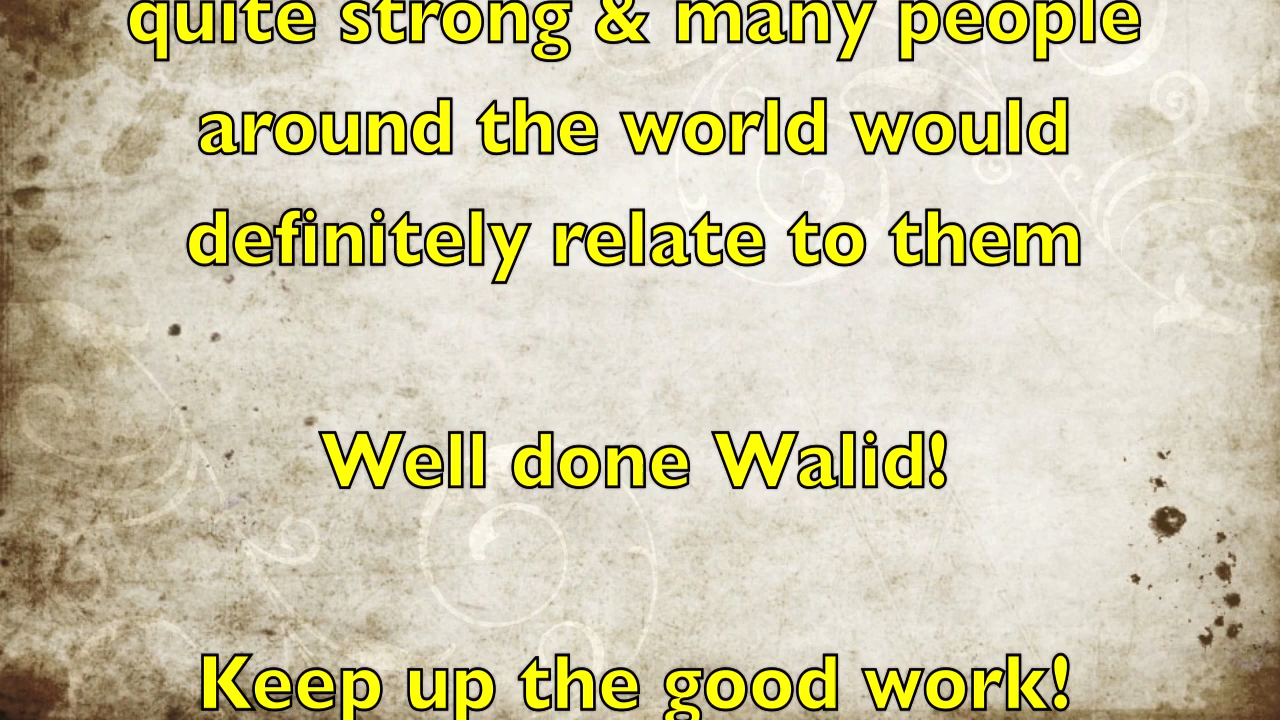 quite strong & many people
around the world would
definitely relate to them
Well done Walid!
Keep up the good work!